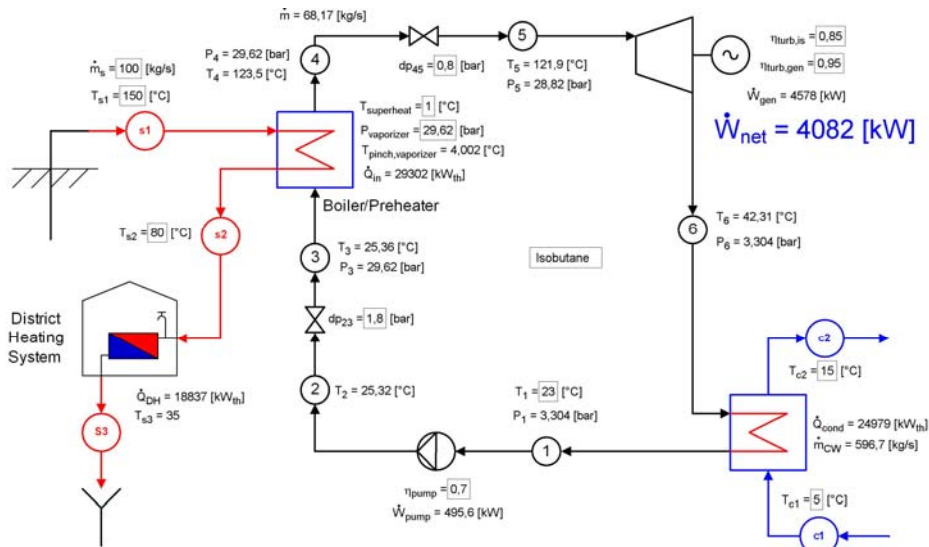 ṁ = 68,17 [kg/s]
P4 = 29,62 [bar]
T4 = 123,5 [°C]
4
dp45 = 0,8 [bar]
5
T5 = 121,9 [°C]
P5 = 28,82 [bar]
ηturb,is = 0,85
ηturb,gen = 0,95
Ẇgen = 4578 [kW]
Ẇnet = 4082 [kW]
ṁs = 100 [kg/s]
Ts1 = 150 [°C]
s1
Tsuperheat = 1 [°C]
Pvaporizer = 29,62 [bar]
Tpinch,vaporizer = 4,002 [°C]
Q̇in = 29302 [kWth]
Boiler/Preheater
Ts2 = 80 [°C]
s2
3
T3 = 25,36 [°C]
P3 = 29,62 [bar]
6
T6 = 42,31 [°C]
P6 = 3,304 [bar]
Isobutane
District
Heating
System
dp23 = 1,8 [bar]
Q̇DH = 18837 [kWth]
Ts3 = 35
S3
2
T2 = 25,32 [°C]
T1 = 23 [°C]
P1 = 3,304 [bar]
1
ηpump = 0,7
Ẇpump = 495,6 [kW]
c2
Tc2 = 15 [°C]
Q̇cond = 24979 [kWth]
ṁCW = 596,7 [kg/s]
Tc1 = 5 [°C]
c1